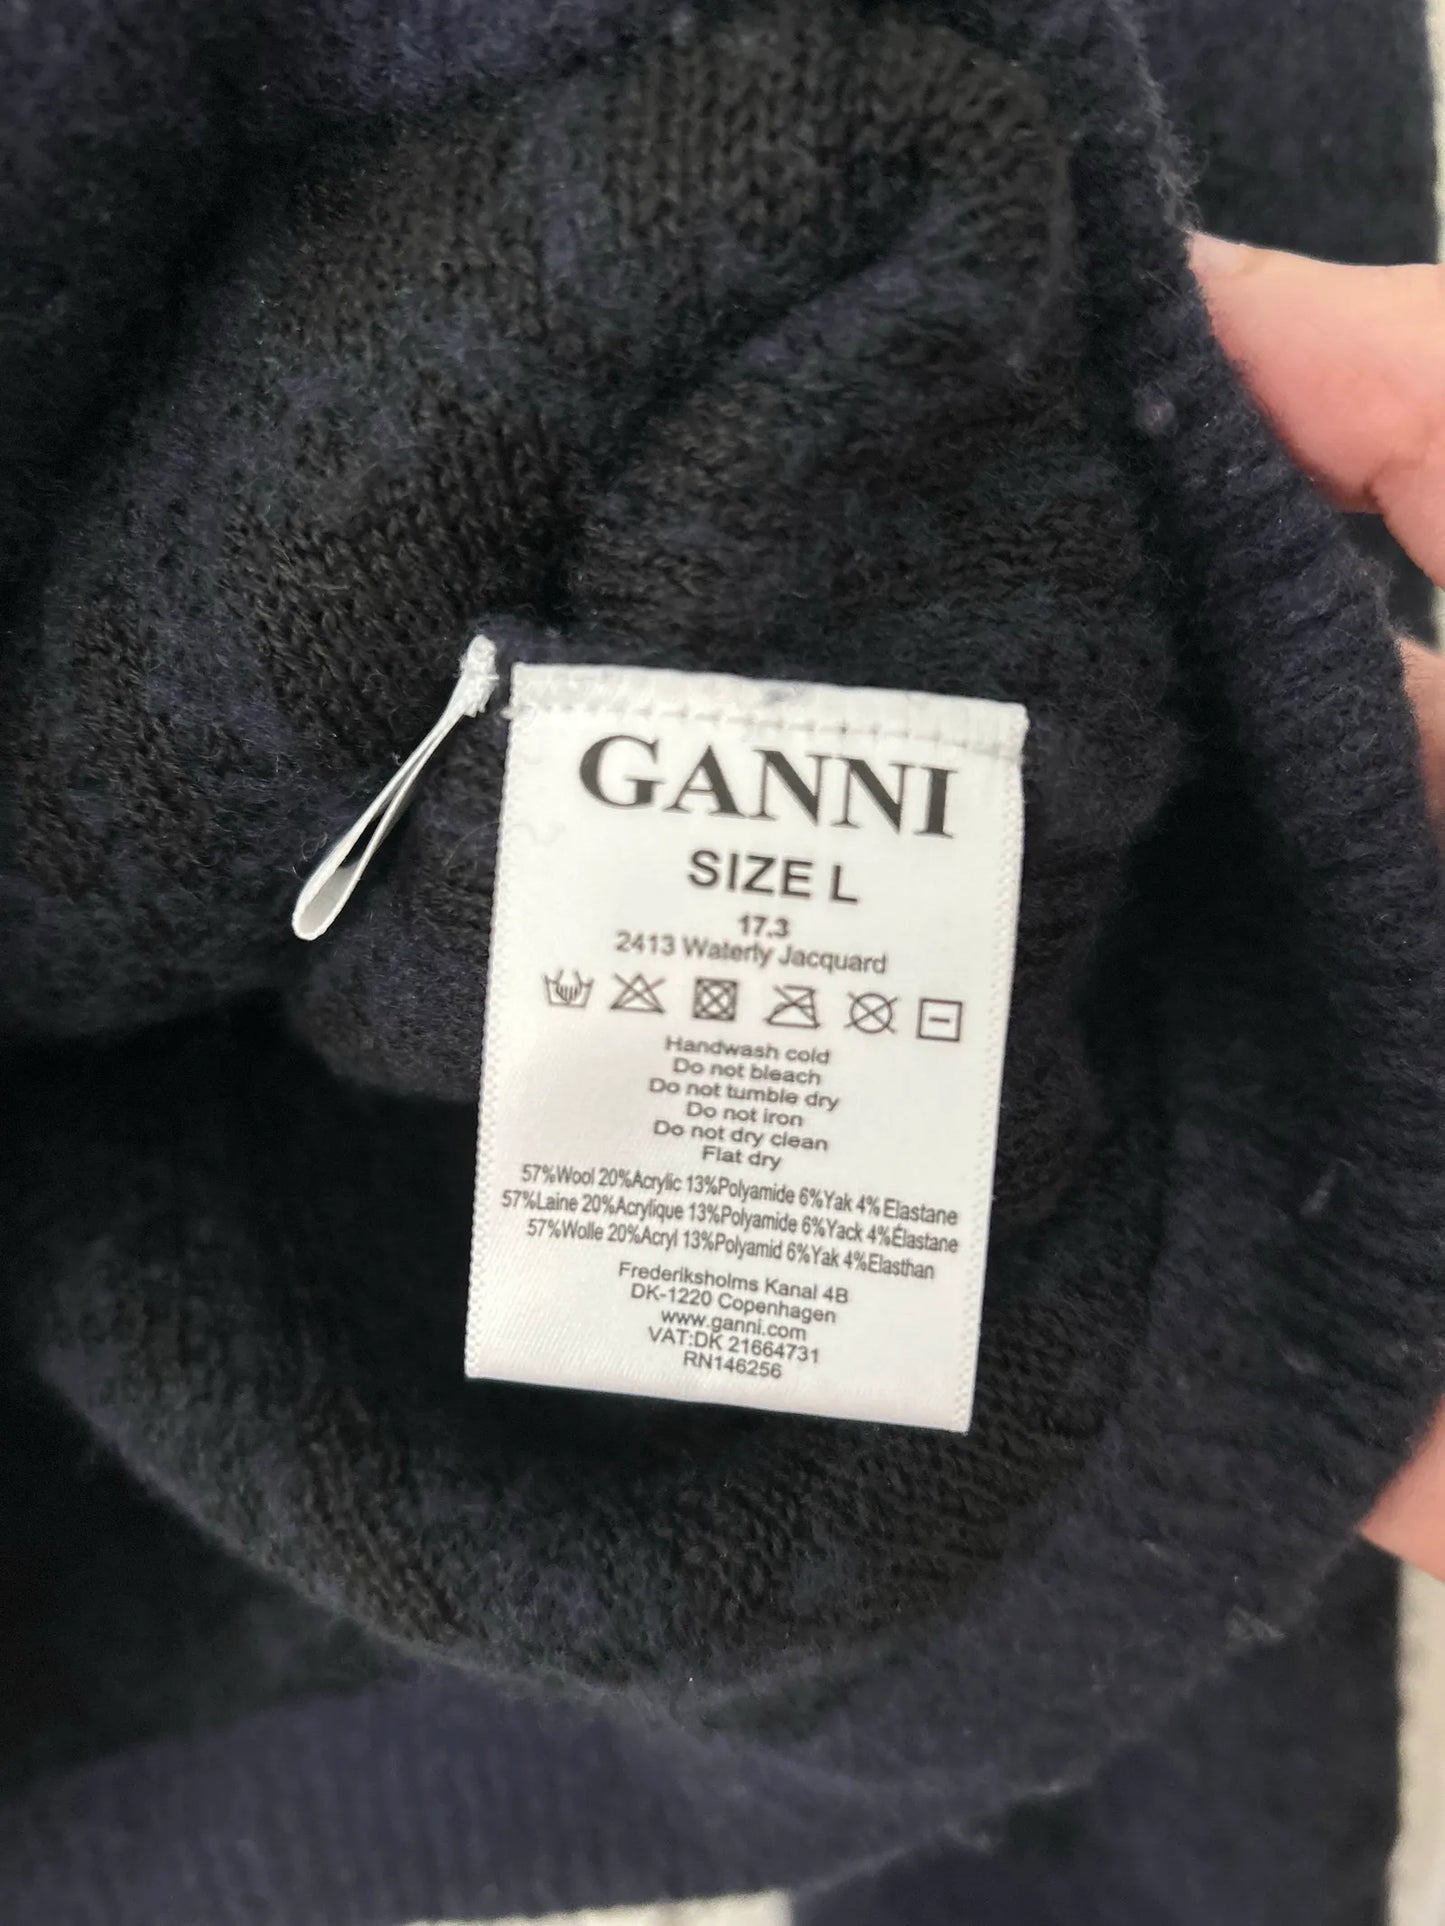 GANNI
SIZE L
17.3
2413 Waterly Jacquard
Handwash cold
Do not bleach
Do not tumble dry
Do not iron
Do not dry clean
Flat dry
57%Wool 20%Acrylic 13%Polyamide 6%Yak 4% Elastane
57%Laine 20%Acrylique 13%Polyamide 6%Yack 4%Élastane
57%Wolle 20%Acryl 13%Polyamid 6%Yak 4%Elasthan
Frederiksholms Kanal 4B
DK-1220 Copenhagen
www.ganni.com
VAT:DK 21664731
RN146256